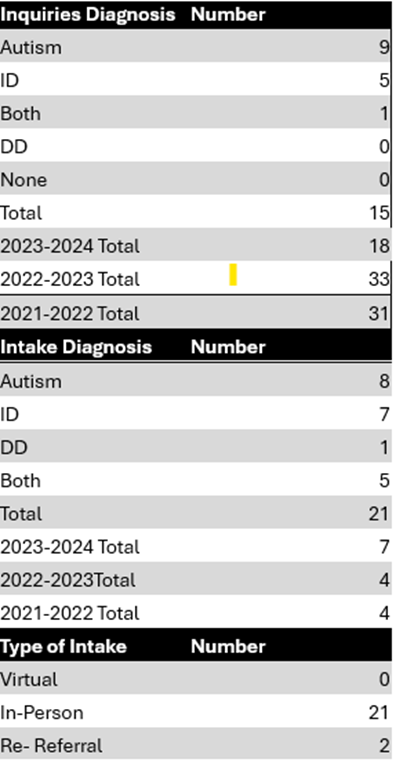 Inquiries Diagnosis Number
Autism 9
ID 5
Both 1
DD 0
None 0
Total 15
2023-2024 Total 18
2022-2023 Total 33
2021-2022 Total 31
Intake Diagnosis Number
Autism 8
ID 7
DD 1
Both 5
Total 21
2023-2024 Total 7
2022-2023Total 4
2021-2022 Total 4
Type of Intake Number
Virtual 0
In-Person 21
Re- Referral 2